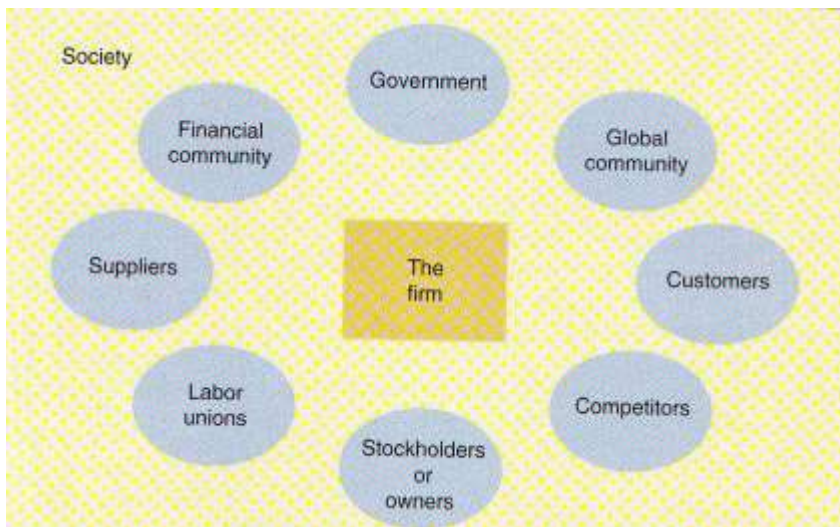 Society
Government
Financial
community
Global
community
Suppliers
The
firm
Customers
Labor
unions
Competitors
Stockholders
or
owners